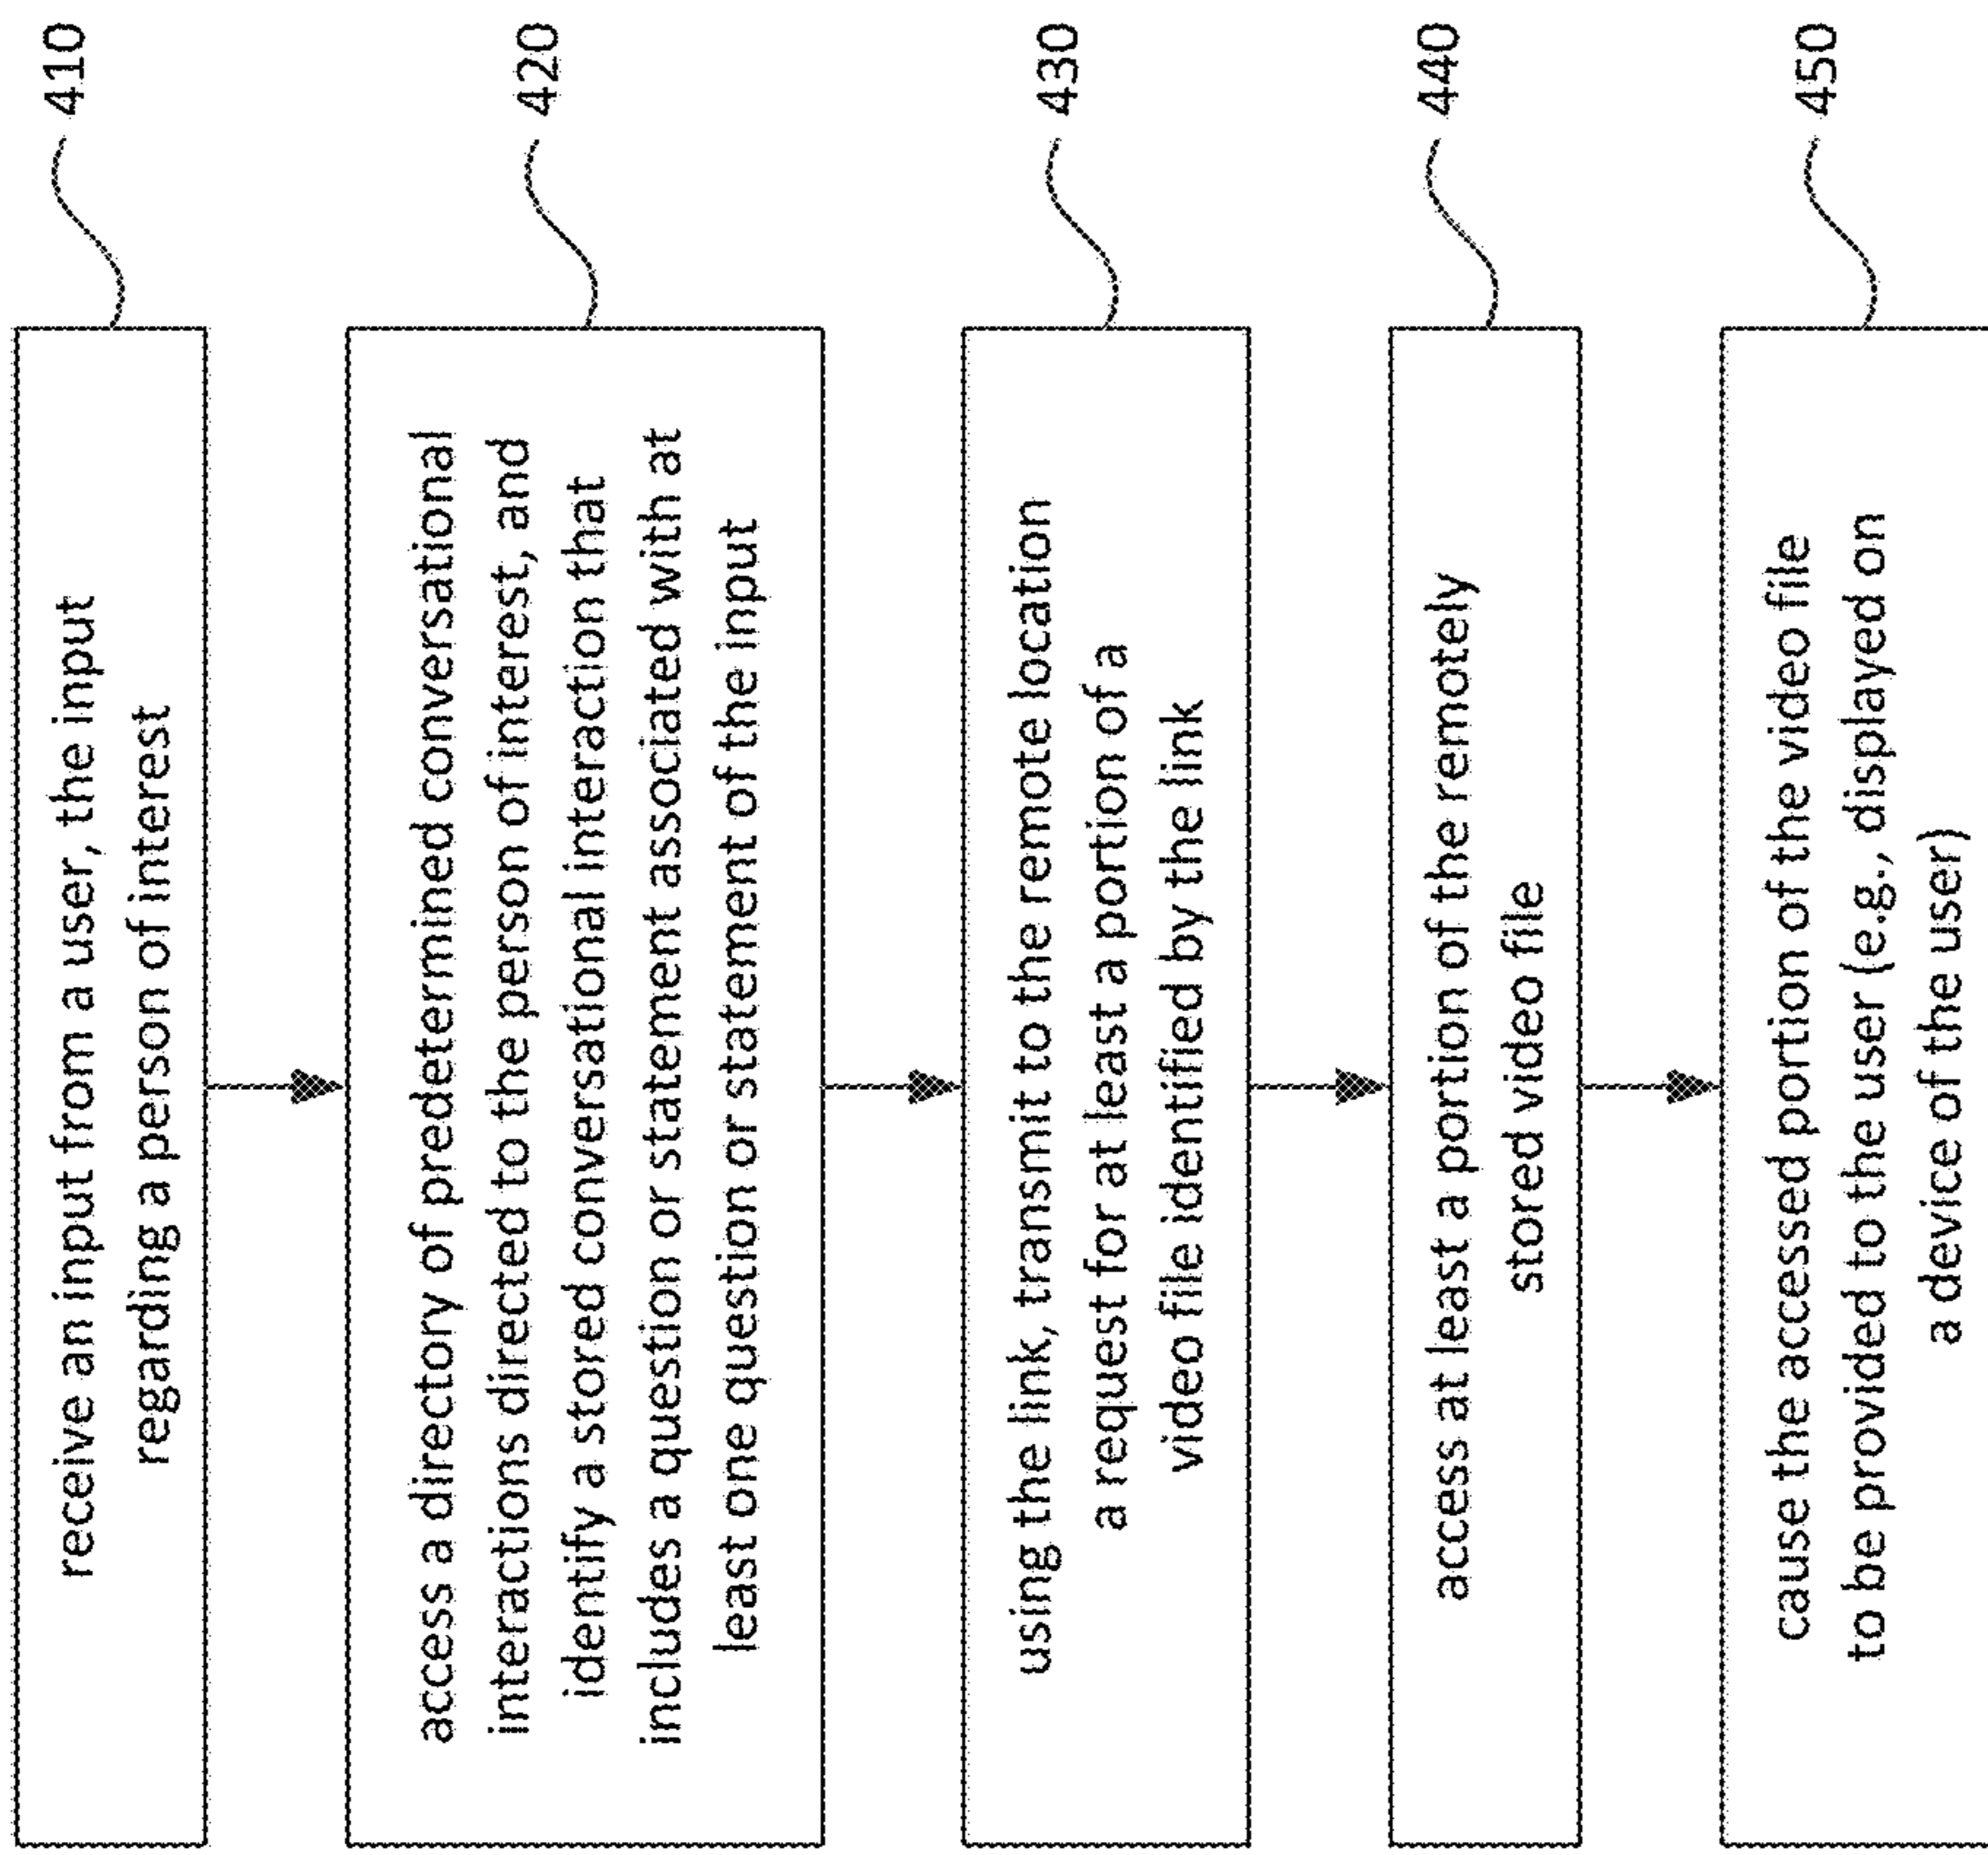 receive an input from a user, the input
regarding a person of interest
410
access a directory of predetermined conversational
interactions directed to the person of interest, and
identify a stored conversational interaction that
includes a question or statement associated with at
least one question or statement of the input
420
using the link, transmit to the remote location
a request for at least a portion of a
video file identified by the link
430
access at least a portion of the remotely
stored video file
440
cause the accessed portion of the video file
to be provided to the user (e.g., displayed on
a device of the user)
450